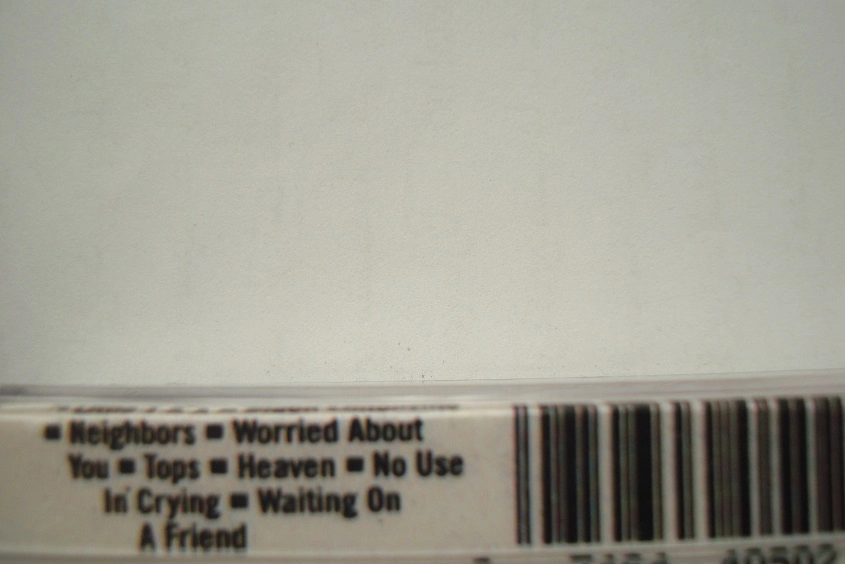 ▪ Neighbors ▪ Worried About
You ▪ Tops ▪ Heaven ▪ No Use
In Crying ▪ Waiting On
A Friend